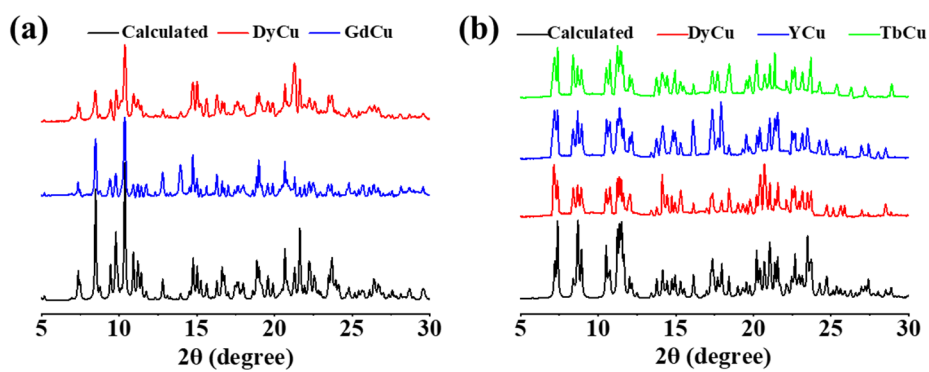 (a) Calculated DyCu GdCu
5 10 15 20 25 30
2θ (degree)
(b) Calculated DyCu YCu TbCu
5 10 15 20 25 30
2θ (degree)